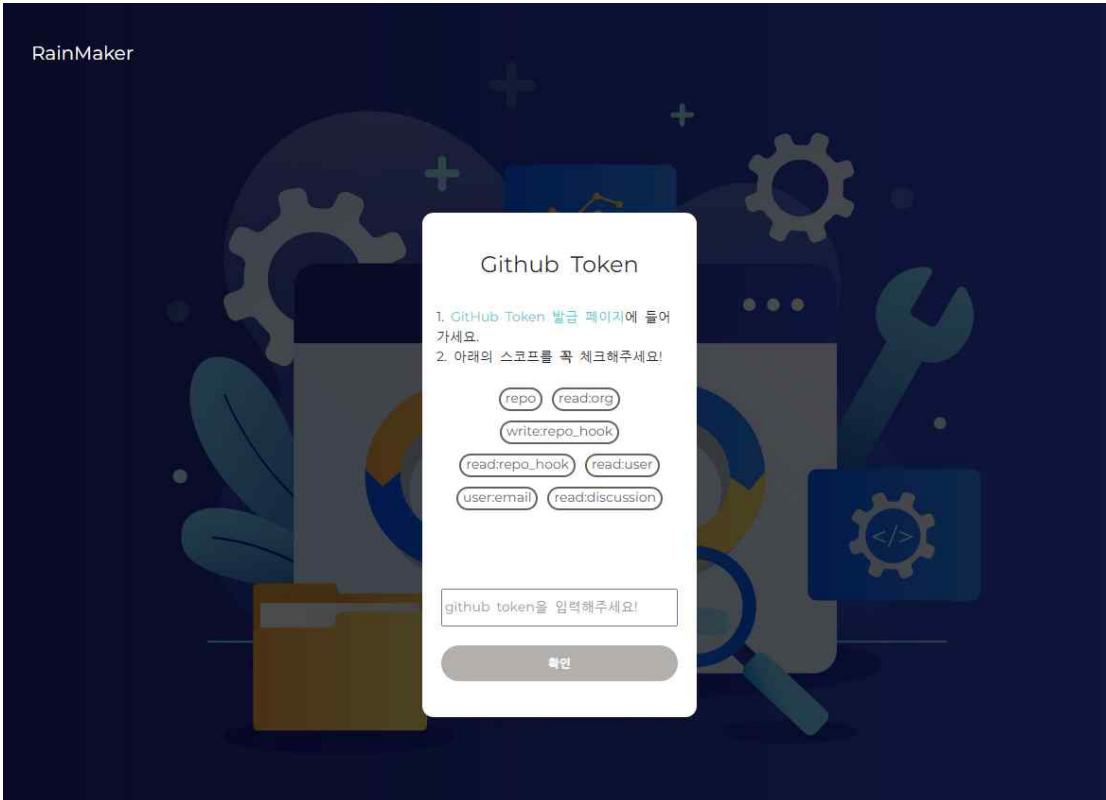 RainMaker
Github Token
1. GitHub Token 발급 페이지에 들어
가세요.
2. 아래의 스코프를 꼭 체크해주세요!
repo read:org
write:repo_hook
read:repo_hook read:user
user:email read:discussion
</>
github token을 입력해주세요!
확인